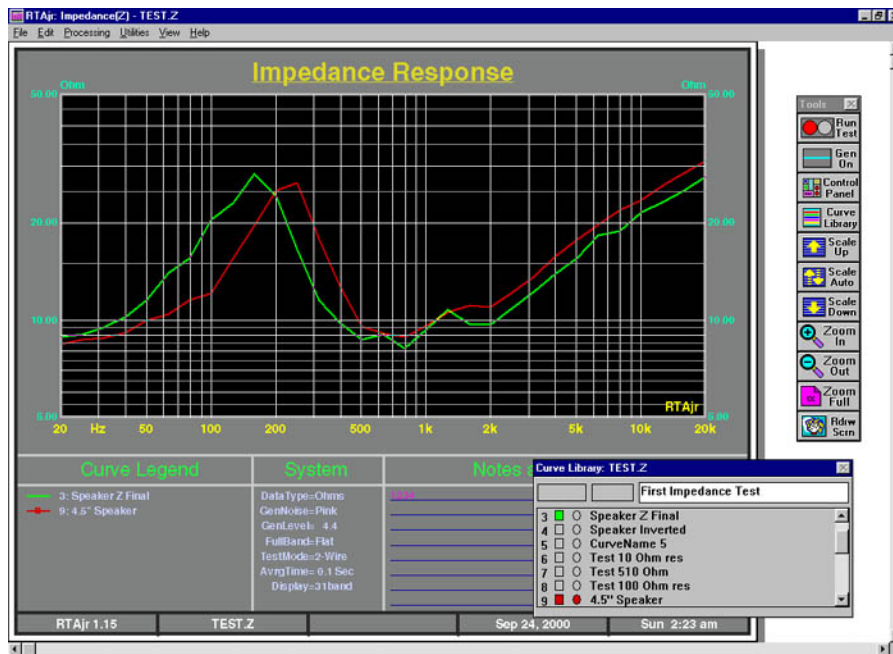 RTAjr: Impedance(Z) - TEST.Z
File Edit Processing Utilities View Help
Impedance Response
Ohm Ohm
50.00 50.00
20.00 20.00
10.00 10.00
5.00 5.00
RTAjr
20 Hz 50 100 200 500 1k 2k 5k 10k 20k
Tools
Run Test
Gen On
Control Panel
Curve Library
Scale Up
Scale Auto
Scale Down
Zoom In
Zoom Out
Zoom Full
Rdrw Scrn
Curve Legend
3: Speaker Z Final
9: 4.5" Speaker
System
DataType=Ohms
GenNoise=Pink
GenLevel= 4.4
FullBand=Flat
TestMode=2-Wire
AvrgTime=0.1 Sec
Display=31band
Notes
1234
Curve Library: TEST.Z
First Impedance Test
3 Speaker Z Final
4 Speaker Inverted
5 CurveName 5
6 Test 10 Ohm res
7 Test 510 Ohm
8 Test 100 Ohm res
9 4.5" Speaker
RTAjr 1.15 TEST.Z Sep 24, 2000 Sun 2:23 am